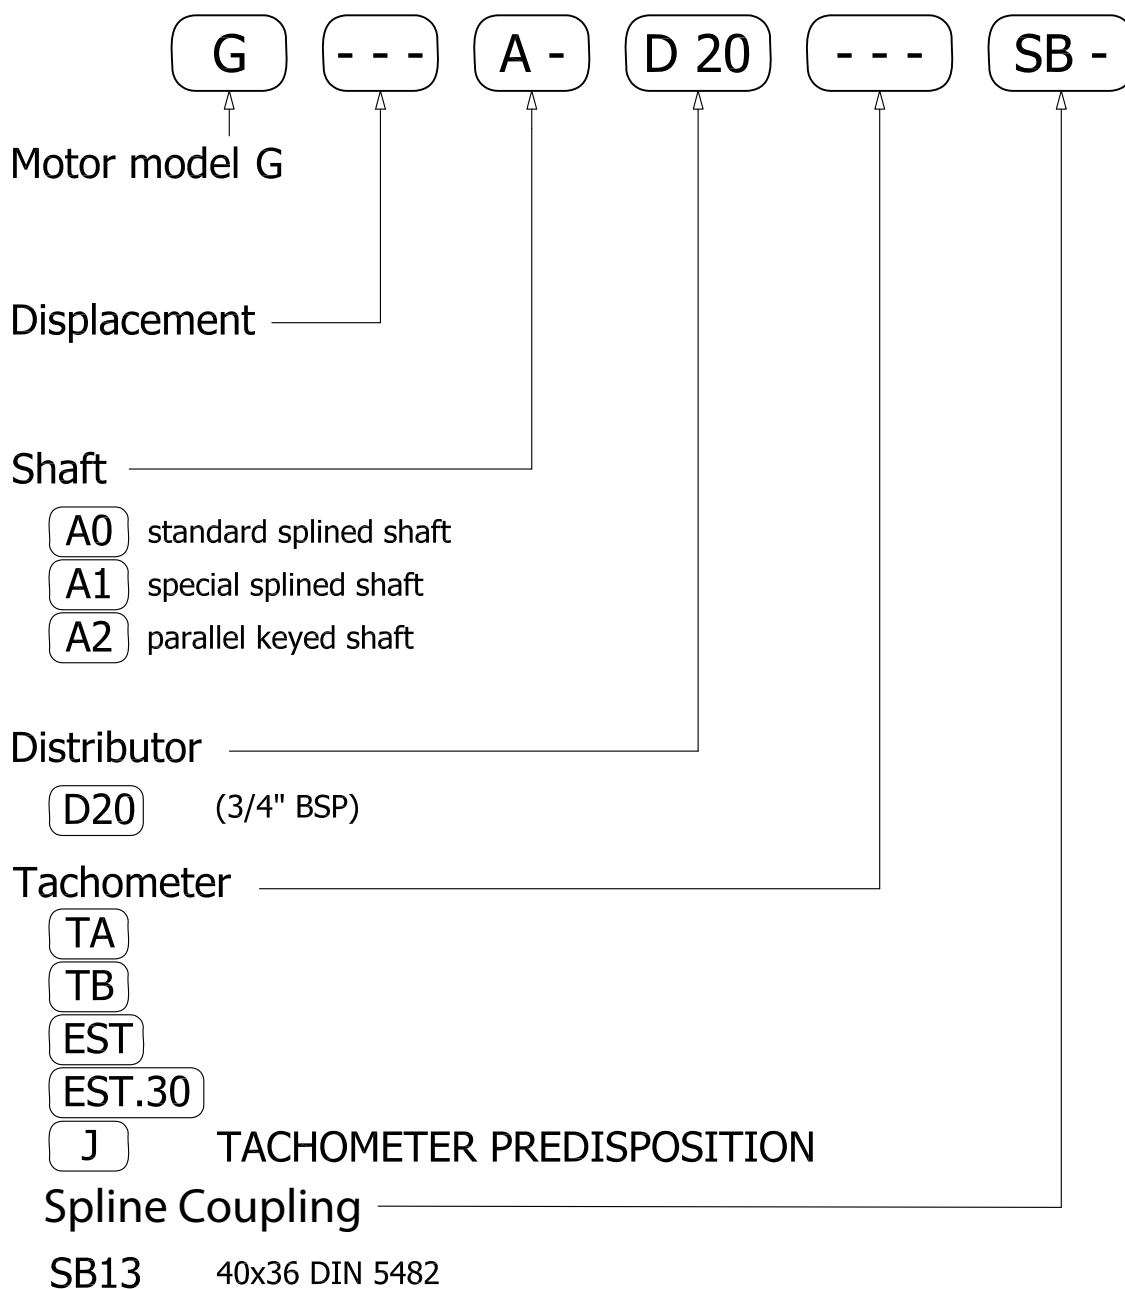 G - - - A - D 20 - - - SB -
Motor model G
Displacement
Shaft
A0 standard splined shaft
A1 special splined shaft
A2 parallel keyed shaft
Distributor
D20 (3/4" BSP)
Tachometer
TA
TB
EST
EST.30
J TACHOMETER PREDISPOSITION
Spline Coupling
SB13 40x36 DIN 5482